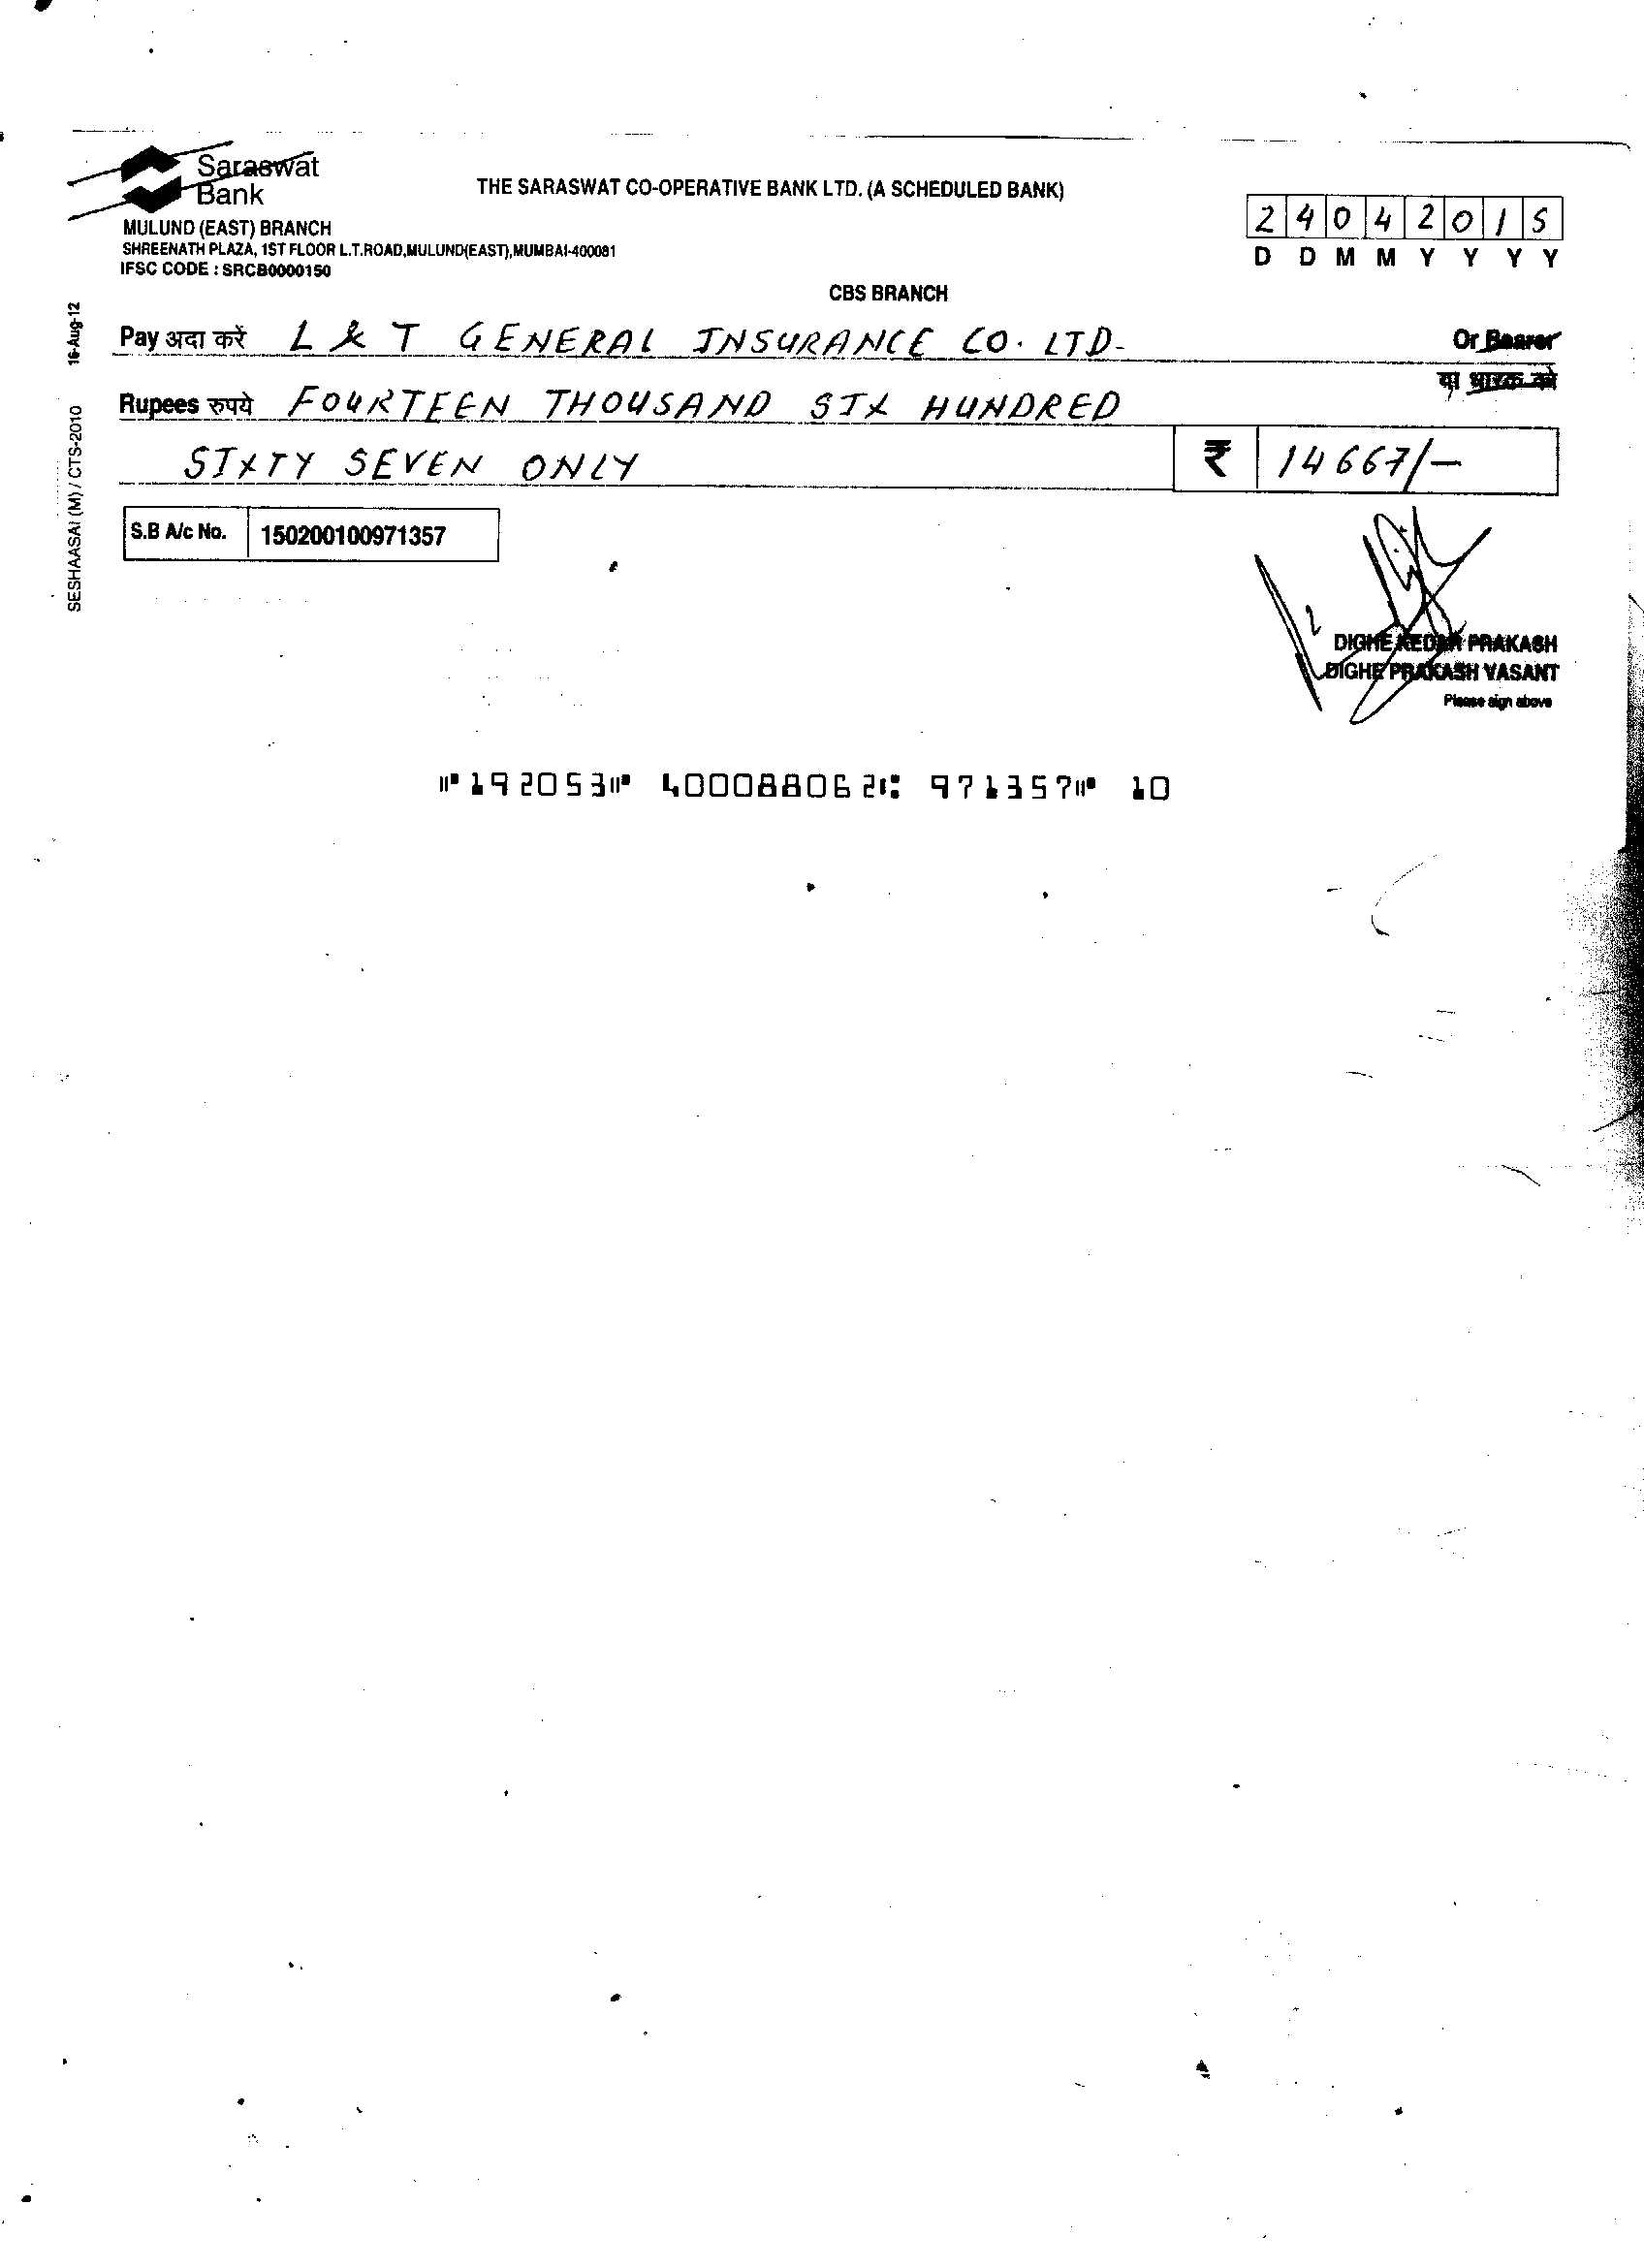 Saraswat
Bank
THE SARASWAT CO-OPERATIVE BANK LTD. (A SCHEDULED BANK)
MULUND (EAST) BRANCH
SHREENATH PLAZA, 1ST FLOOR L.T.ROAD,MULUND(EAST),MUMBAI-400081
IFSC CODE : SRCB0000150
24042015
D D M M Y Y Y Y
CBS BRANCH
Pay अदा करें L & T GENERAL INSURANCE CO. LTD. Or Bearer
या धारक को
Rupees रुपये FOURTEEN THOUSAND SIX HUNDRED
SIXTY SEVEN ONLY ₹ 14667/-
S.B A/c No. 150200100971357
SESHAASAI (M) / CTS-2010 16-Aug-12
DIGHE KEDAR PRAKASH
DIGHE PRAKASH VASANT
Please sign above
⑈192053⑈ 400088062⑆ 971357⑈ 10